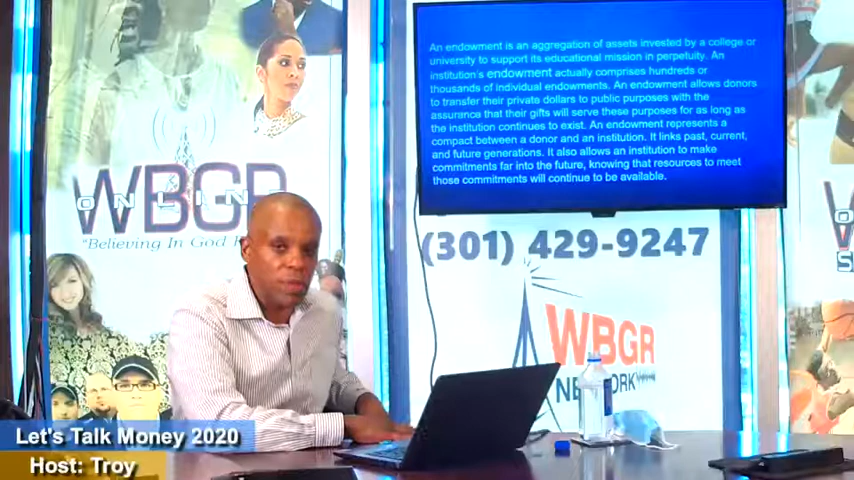 An endowment is an aggregation of assets invested by a college or
university to support its educational mission in perpetuity. An
institution's endowment actually comprises hundreds or
thousands of individual endowments. An endowment allows donors
to transfer their private dollars to public purposes with the
assurance that their gifts will serve these purposes for as long as
the institution continues to exist. An endowment represents a
compact between a donor and an institution. It links past, current,
and future generations. It also allows an institution to make
commitments far into the future, knowing that resources to meet
those commitments will continue to be available.
WBGR
ONLINE
"Believing In God
(301) 429-9247
WBGR
NETWORK
Let's Talk Money 2020
Host: Troy